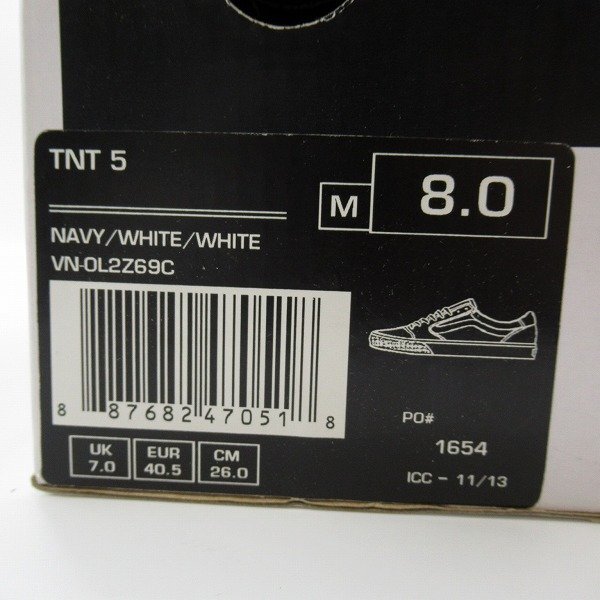 TNT 5
M 8.0
NAVY/WHITE/WHITE
VN-0L2Z69C
8 87682 47051 8
PO#
1654
UK EUR CM
7.0 40.5 26.0
ICC - 11/13